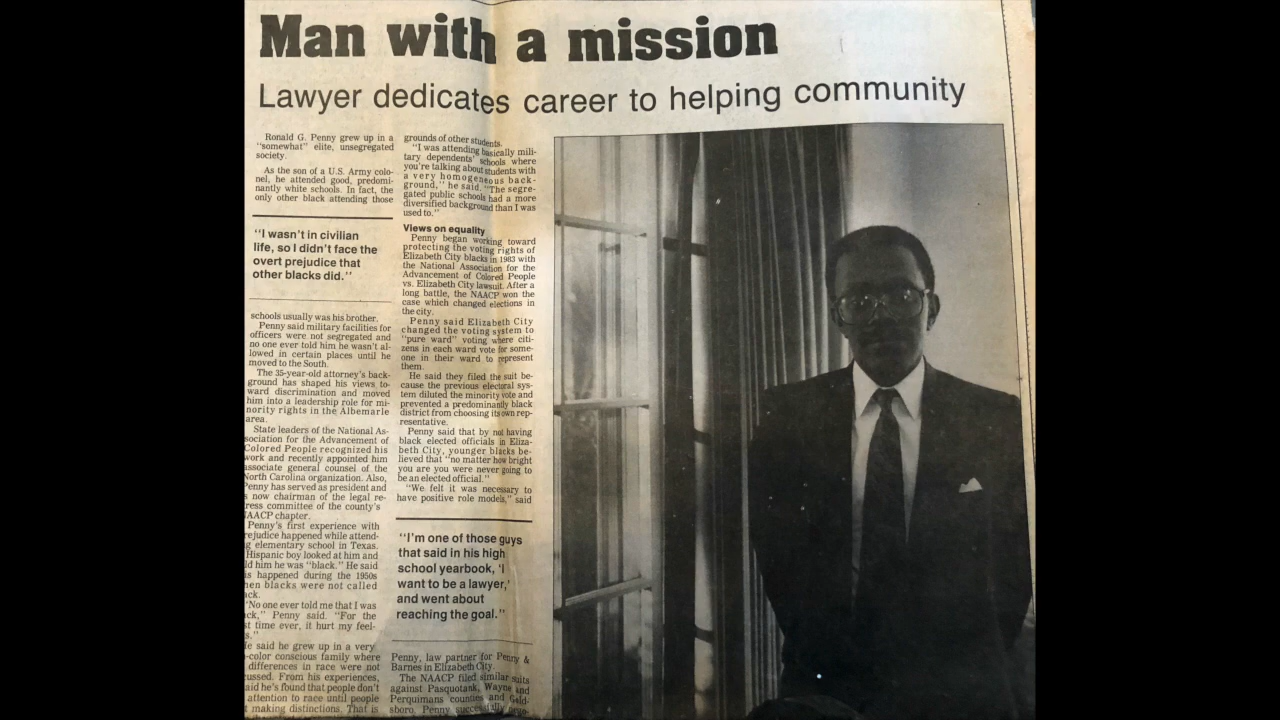 Man with a mission
Lawyer dedicates career to helping community
Ronald G. Penny grew up in a
"somewhat" elite, unsegregated
society.
As the son of a U.S. Army colo-
nel, he attended good, predomi-
nantly white schools. In fact, the
only other black attending those
"I wasn't in civilian
life, so I didn't face the
overt prejudice that
other blacks did."
schools usually was his brother.
Penny said military facilities for
officers were not segregated and
no one ever told him he wasn't al-
lowed in certain places until he
moved to the South.
The 35-year-old attorney's back-
ground has shaped his views to-
ward discrimination and moved
him into a leadership role for mi-
nority rights in the Albemarle
area.
State leaders of the National As-
sociation for the Advancement of
Colored People recognized his
work and recently appointed him
associate general counsel of the
North Carolina organization. Also,
Penny has served as president and
s now chairman of the legal re-
ress committee of the county's
NAACP chapter.
Penny's first experience with
rejudice happened while attend-
g elementary school in Texas.
Hispanic boy looked at him and
ld him he was "black." He said
is happened during the 1950s
hen blacks were not called
ack.
"No one ever told me that I was
ck," Penny said. "For the
st time ever, it hurt my feel-
s."
He said he grew up in a very
-color conscious family where
differences in race were not
ussed. From his experiences,
aid he's found that people don't
attention to race until people
making distinctions. That is
grounds of other students.
"I was attending basically mili-
tary dependents' schools where
you're talking about students with
a very homogeneous back-
ground," he said. "The segre-
gated public schools had a more
diversified background than I was
used to."
Views on equality
Penny began working toward
protecting the voting rights of
Elizabeth City blacks in 1983 with
the National Association for the
Advancement of Colored People
vs. Elizabeth City lawsuit. After a
long battle, the NAACP won the
case which changed elections in
the city.
Penny said Elizabeth City
changed the voting system to
"pure ward" voting where citi-
zens in each ward vote for some-
one in their ward to represent
them.
He said they filed the suit be-
cause the previous electoral sys-
tem diluted the minority vote and
prevented a predominantly black
district from choosing its own rep-
resentative.
Penny said that by not having
black elected officials in Eliza-
beth City, younger blacks be-
lieved that "no matter how bright
you are you were never going to
be an elected official."
"We felt it was necessary to
have positive role models," said
"I'm one of those guys
that said in his high
school yearbook, 'I
want to be a lawyer,'
and went about
reaching the goal."
Penny, law partner for Penny &
Barnes in Elizabeth City.
The NAACP filed similar suits
against Pasquotank, Wayne and
Perquimans counties and Gold-
sboro. Penny